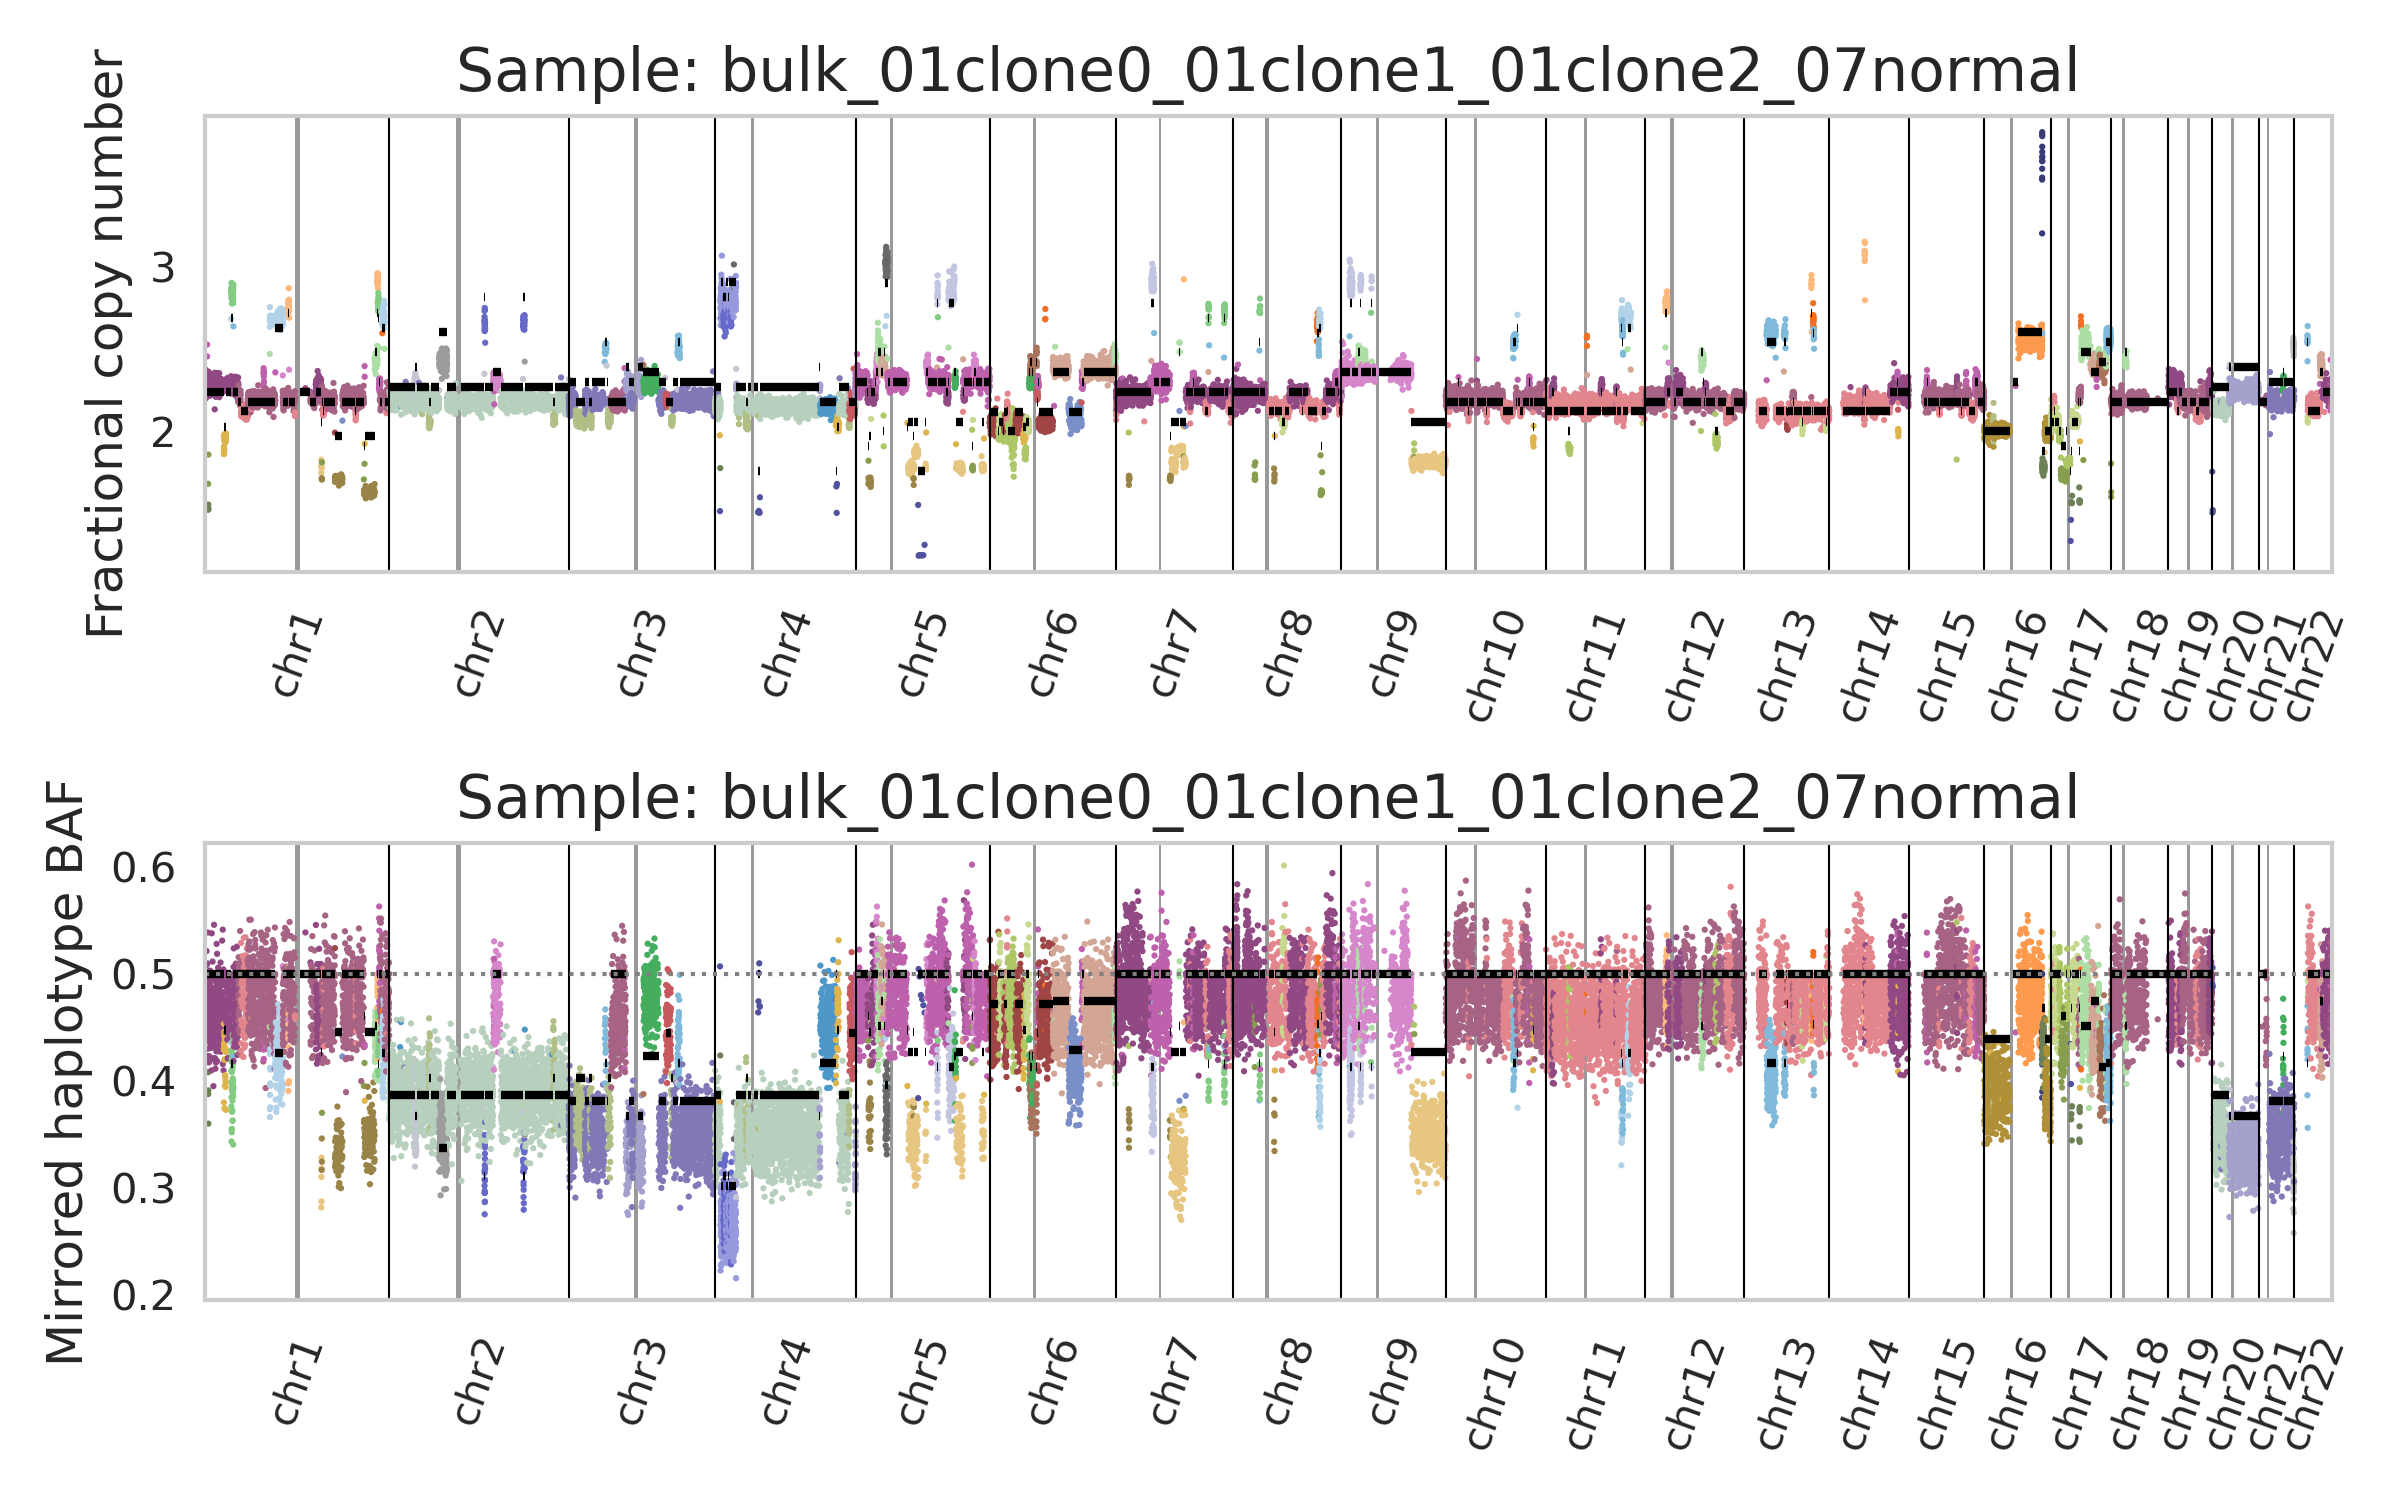 Sample: bulk_01clone0_01clone1_01clone2_07normal
Fractional copy number
3
2
chr1 chr2 chr3 chr4 chr5 chr6 chr7 chr8 chr9 chr10 chr11 chr12 chr13 chr14 chr15 chr16 chr17 chr18 chr19 chr20 chr21 chr22
Sample: bulk_01clone0_01clone1_01clone2_07normal
Mirrored haplotype BAF
0.6
0.5
0.4
0.3
0.2
chr1 chr2 chr3 chr4 chr5 chr6 chr7 chr8 chr9 chr10 chr11 chr12 chr13 chr14 chr15 chr16 chr17 chr18 chr19 chr20 chr21 chr22